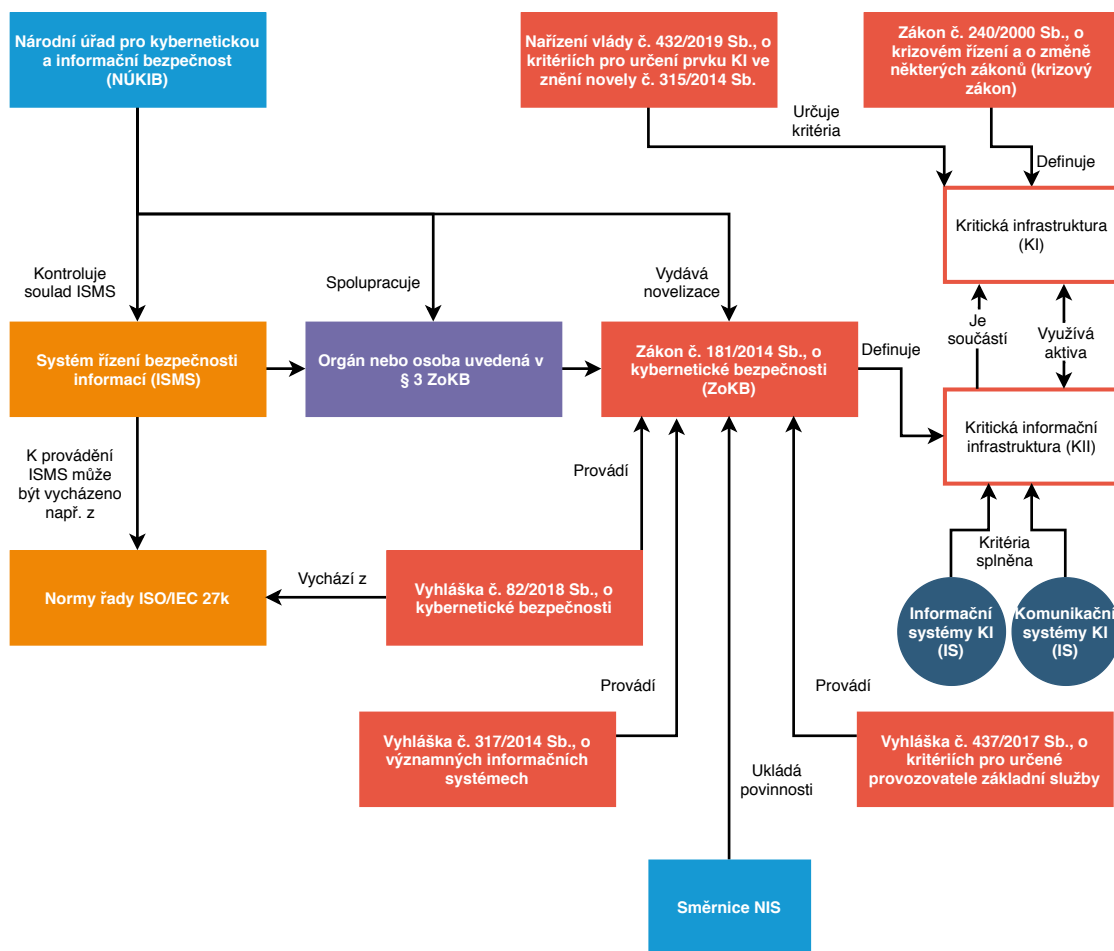 Národní úřad pro kybernetickou
a informační bezpečnost
(NÚKIB)
Nařízení vlády č. 432/2019 Sb., o
kritériích pro určení prvku KI ve
znění novely č. 315/2014 Sb.
Zákon č. 240/2000 Sb., o
krizovém řízení a o změně
některých zákonů (krizový
zákon)
Určuje
kritéria
Definuje
Kritická infrastruktura
(KI)
Kontroluje
soulad ISMS
Spolupracuje
Vydává
novelizace
Je
součástí
Využívá
aktiva
Systém řízení bezpečnosti
informací (ISMS)
Orgán nebo osoba uvedená v
§ 3 ZoKB
Zákon č. 181/2014 Sb., o
kybernetické bezpečnosti
(ZoKB)
Definuje
Kritická informační
infrastruktura (KII)
K provádění
ISMS může
být vycházeno
např. z
Provádí
Kritéria
splněna
Normy řady ISO/IEC 27k
Vychází z
Vyhláška č. 82/2018 Sb., o
kybernetické bezpečnosti
Informační
systémy KI
(IS)
Komunikační
systémy KI
(IS)
Provádí
Provádí
Vyhláška č. 317/2014 Sb., o
významných informačních
systémech
Ukládá
povinnosti
Vyhláška č. 437/2017 Sb., o
kritériích pro určené
provozovatele základní služby
Směrnice NIS